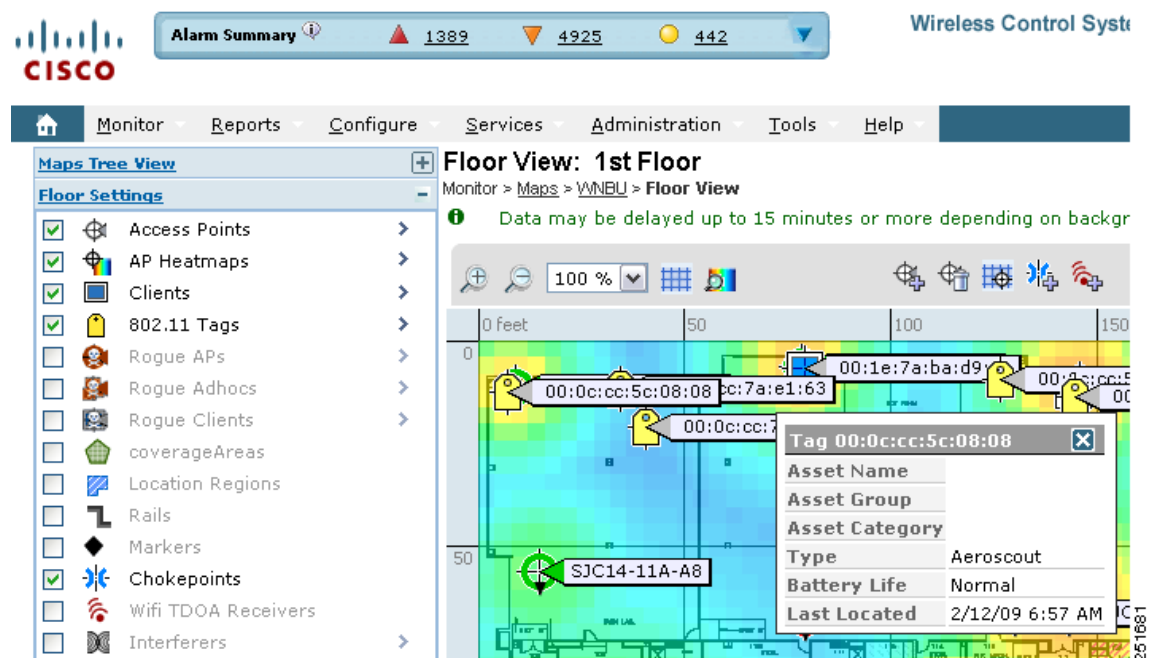 Alarm Summary 1389 4925 442
Wireless Control Syste
CISCO
Monitor Reports Configure Services Administration Tools Help
Maps Tree View
Floor Settings
Access Points
AP Heatmaps
Clients
802.11 Tags
Rogue APs
Rogue Adhocs
Rogue Clients
coverageAreas
Location Regions
Rails
Markers
Chokepoints
Wifi TDOA Receivers
Interferers
Floor View: 1st Floor
Monitor > Maps > WNBU > Floor View
Data may be delayed up to 15 minutes or more depending on backgr
100 %
0 feet 50 100 150
0
00:1e:7a:ba:d9
00:0c:cc:5c:08:08
cc:7a:e1:63
00:0c:cc:7
50
SJC14-11A-A8
Tag 00:0c:cc:5c:08:08
Asset Name
Asset Group
Asset Category
Type Aeroscout
Battery Life Normal
Last Located 2/12/09 6:57 AM
251681